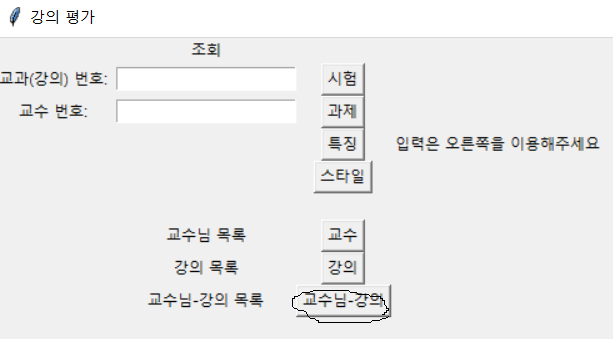 강의 평가
조회
교과(강의) 번호:
시험
교수 번호:
과제
특징
입력은 오른쪽을 이용해주세요
스타일
교수님 목록
교수
강의 목록
강의
교수님-강의 목록
교수님-강의